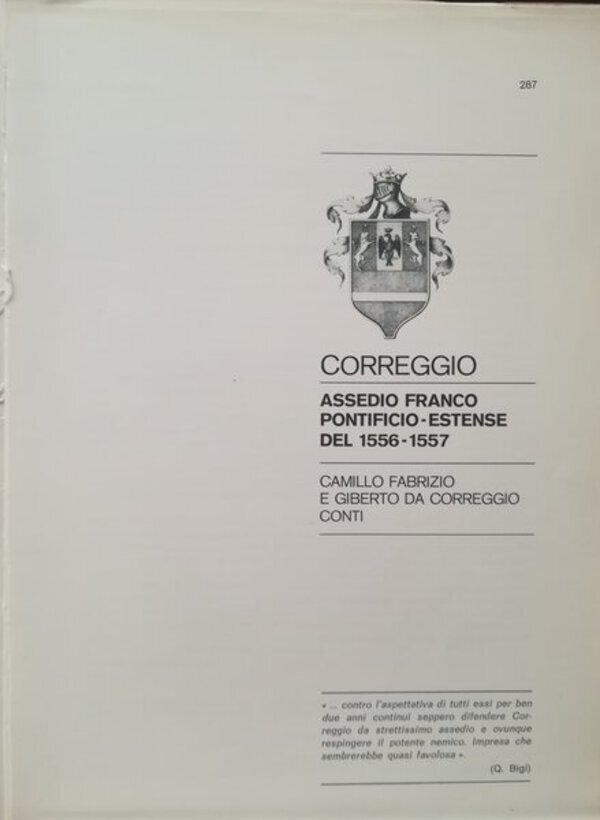 287
CORREGGIO
ASSEDIO FRANCO
PONTIFICIO-ESTENSE
DEL 1556-1557
CAMILLO FABRIZIO
E GIBERTO DA CORREGGIO
CONTI
« ... contro l'aspettativa di tutti essi per ben
due anni continui seppero difendere Cor-
reggio da strettissimo assedio e ovunque
respingere il potente nemico. Impresa che
sembrerebbe quasi favolosa ».
(Q. Bigi)